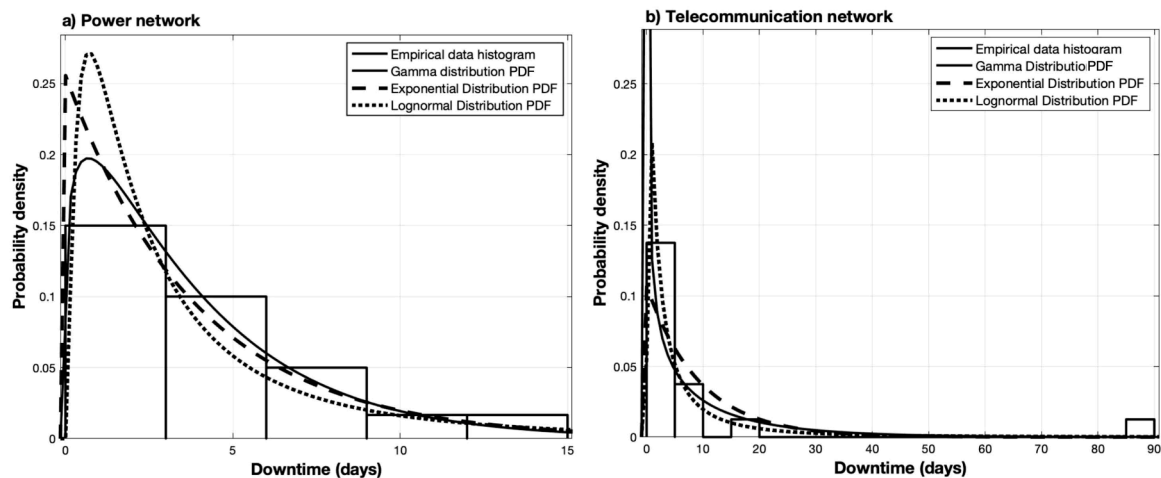 a) Power network
Empirical data histogram
Gamma distribution PDF
Exponential Distribution PDF
Lognormal Distribution PDF
Probability density
0.25
0.2
0.15
0.1
0.05
0
0 5 10 15
Downtime (days)
b) Telecommunication network
Empirical data histogram
Gamma Distributio PDF
Exponential Distribution PDF
Lognormal Distribution PDF
Probability density
0.25
0.2
0.15
0.1
0.05
0
0 10 20 30 40 50 60 70 80 90
Downtime (days)